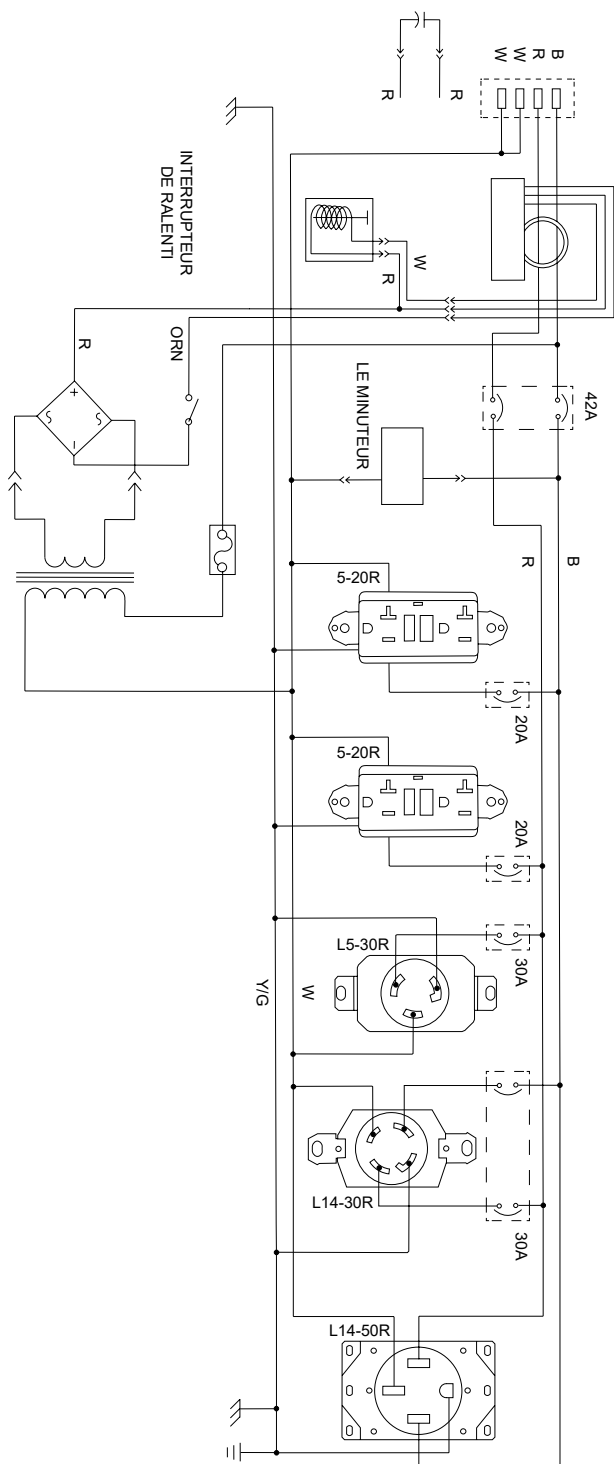 W
W
R
B
R
R
INTERRUPTEUR
DE RALENTI
W
R
R
ORN
LE MINUTEUR
42A
R
B
5-20R
20A
5-20R
20A
L5-30R
30A
Y/G
W
L14-30R
30A
L14-50R